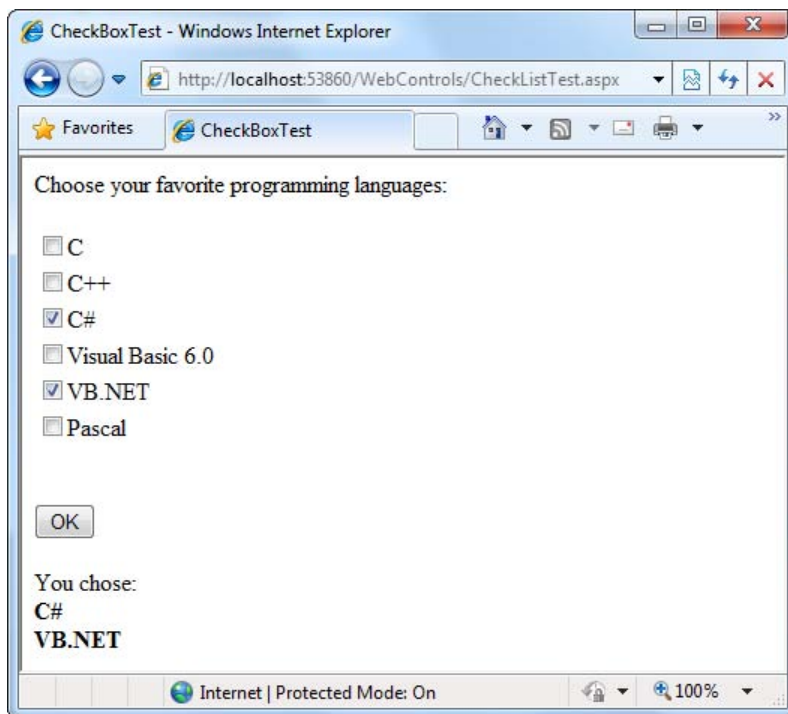 CheckBoxTest - Windows Internet Explorer
http://localhost:53860/WebControls/CheckListTest.aspx
Favorites
CheckBoxTest
Choose your favorite programming languages:
C
C++
C#
Visual Basic 6.0
VB.NET
Pascal
OK
You chose:
C#
VB.NET
Internet | Protected Mode: On
100%